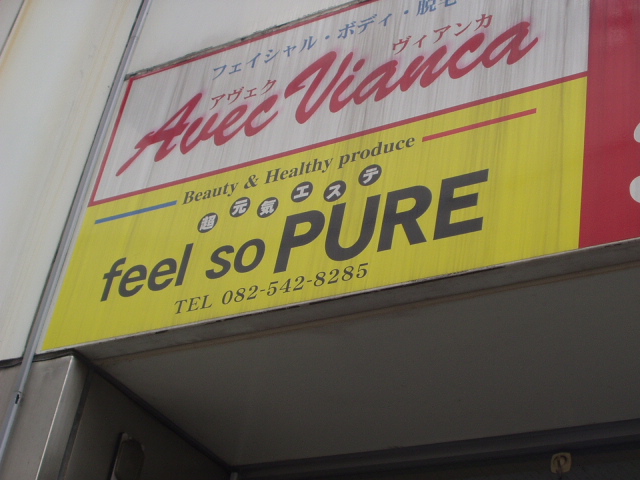 フェイシャル・ボディ・脱毛
アヴェク ヴィアンカ
Avec Vianca
Beauty & Healthy produce
超元気エステ
feel so PURE
TEL 082-542-8285